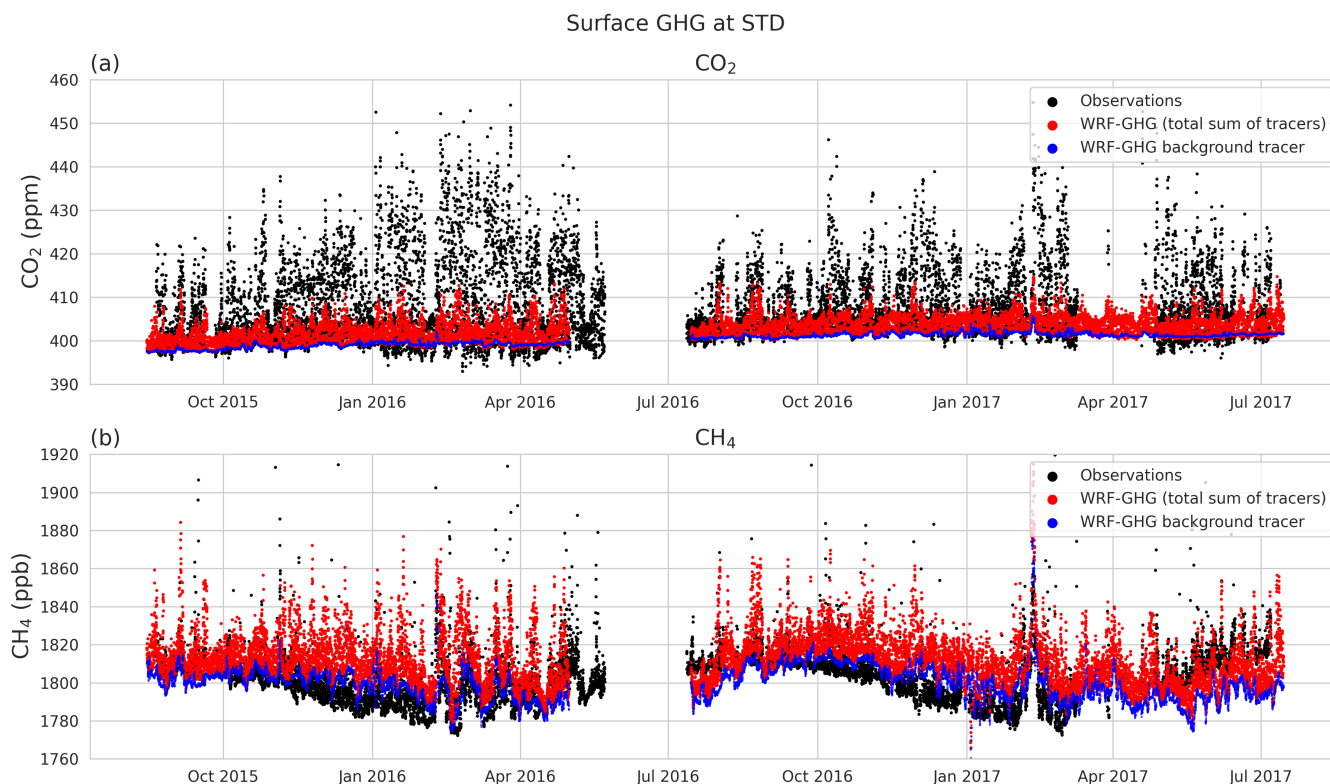 Surface GHG at STD
(a)
CO₂
460
450
440
430
420
410
400
390
CO₂ (ppm)
Observations
WRF-GHG (total sum of tracers)
WRF-GHG background tracer
Oct 2015 Jan 2016 Apr 2016 Jul 2016 Oct 2016 Jan 2017 Apr 2017 Jul 2017
(b)
CH₄
1920
1900
1880
1860
1840
1820
1800
1780
1760
CH₄ (ppb)
Observations
WRF-GHG (total sum of tracers)
WRF-GHG background tracer
Oct 2015 Jan 2016 Apr 2016 Jul 2016 Oct 2016 Jan 2017 Apr 2017 Jul 2017